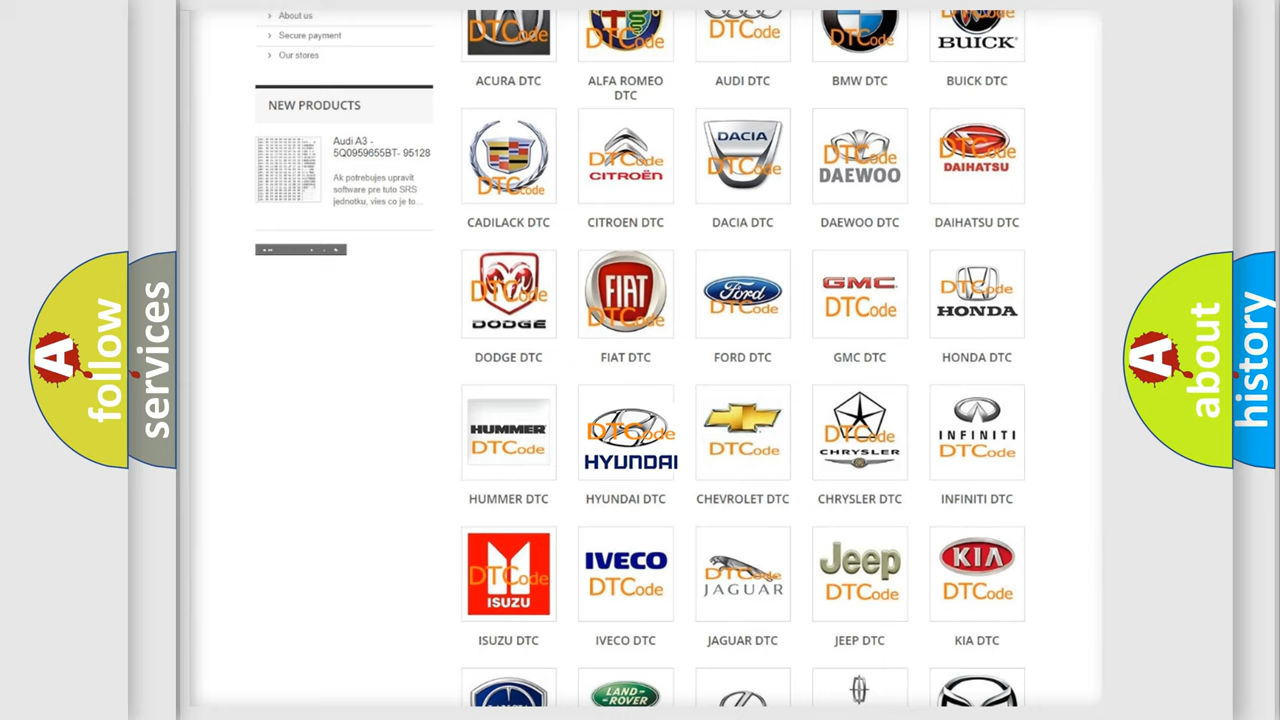 About us
Secure payment
Our stores
NEW PRODUCTS
Audi A3 -
5Q0959655BT- 95128
Ak potrebujes upravit
software pre tuto SRS
jednotku, vies co je to...
DTCode
DTCode
DTCode
DTCode
BUICK
ACURA DTC
ALFA ROMEO
DTC
AUDI DTC
BMW DTC
BUICK DTC
DTCode
DTCode
CITROËN
DACIA
DTCode
DTCode
DAEWOO
DTCode
DAIHATSU
CADILACK DTC
CITROEN DTC
DACIA DTC
DAEWOO DTC
DAIHATSU DTC
DTCode
DODGE
FIAT
DTCode
Ford
DTCode
GMC
DTCode
DTCode
HONDA
DODGE DTC
FIAT DTC
FORD DTC
GMC DTC
HONDA DTC
HUMMER
DTCode
DTCode
HYUNDAI
DTCode
DTCode
CHRYSLER
INFINITI
DTCode
HUMMER DTC
HYUNDAI DTC
CHEVROLET DTC
CHRYSLER DTC
INFINITI DTC
DTCode
ISUZU
IVECO
DTCode
DTCode
JAGUAR
Jeep
DTCode
KIA
DTCode
ISUZU DTC
IVECO DTC
JAGUAR DTC
JEEP DTC
KIA DTC
LAND-
ROVER
A follow
services
A about
history